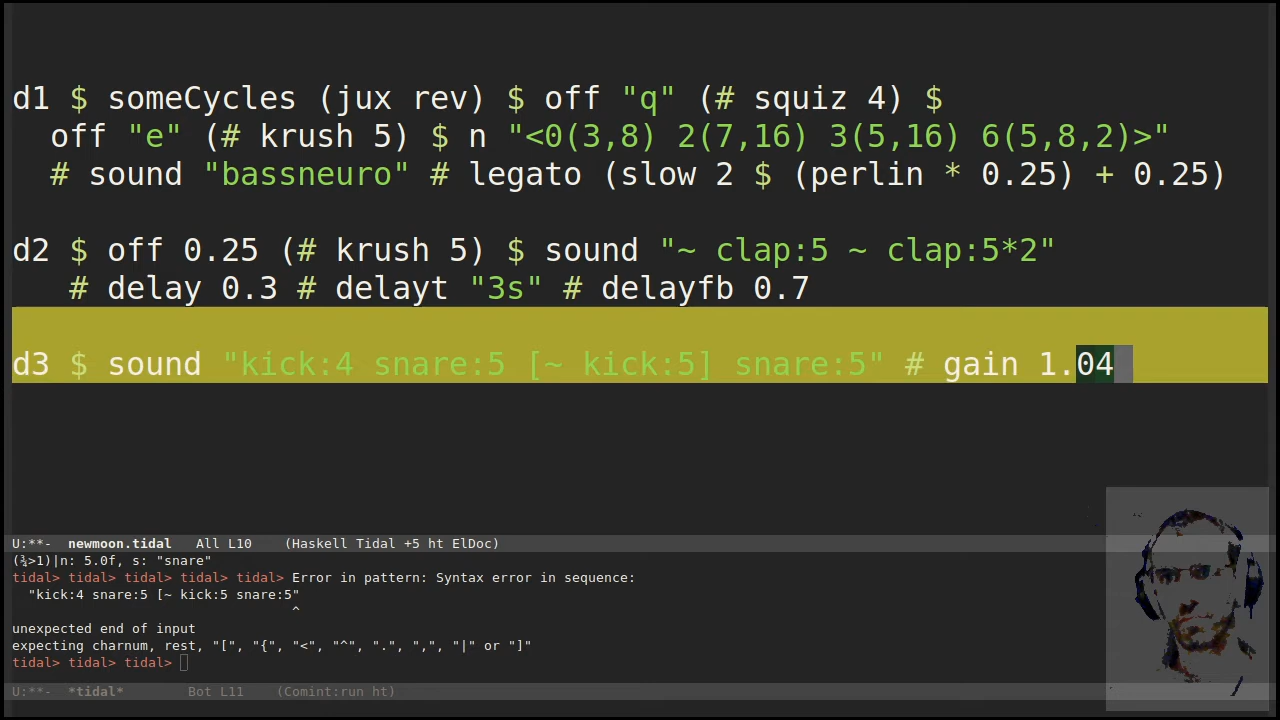 d1 $ someCycles (jux rev) $ off "q" (# squiz 4) $
off "e" (# krush 5) $ n "<0(3,8) 2(7,16) 3(5,16) 6(5,8,2)>"
# sound "bassneuro" # legato (slow 2 $ (perlin * 0.25) + 0.25)
d2 $ off 0.25 (# krush 5) $ sound "~ clap:5 ~ clap:5*2"
# delay 0.3 # delayt "3s" # delayfb 0.7
d3 $ sound "kick:4 snare:5 [~ kick:5] snare:5" # gain 1.04
U:**- newmoon.tidal All L10 (Haskell Tidal +5 ht ElDoc)
(¾>1)|n: 5.0f, s: "snare"
tidal> tidal> tidal> tidal> tidal> Error in pattern: Syntax error in sequence:
"kick:4 snare:5 [~ kick:5 snare:5"
^
unexpected end of input
expecting charnum, rest, "[", "{", "<", "^", ".", ",", "|" or "]"
tidal> tidal> tidal>
U:**- *tidal* Bot L11 (Comint:run ht)